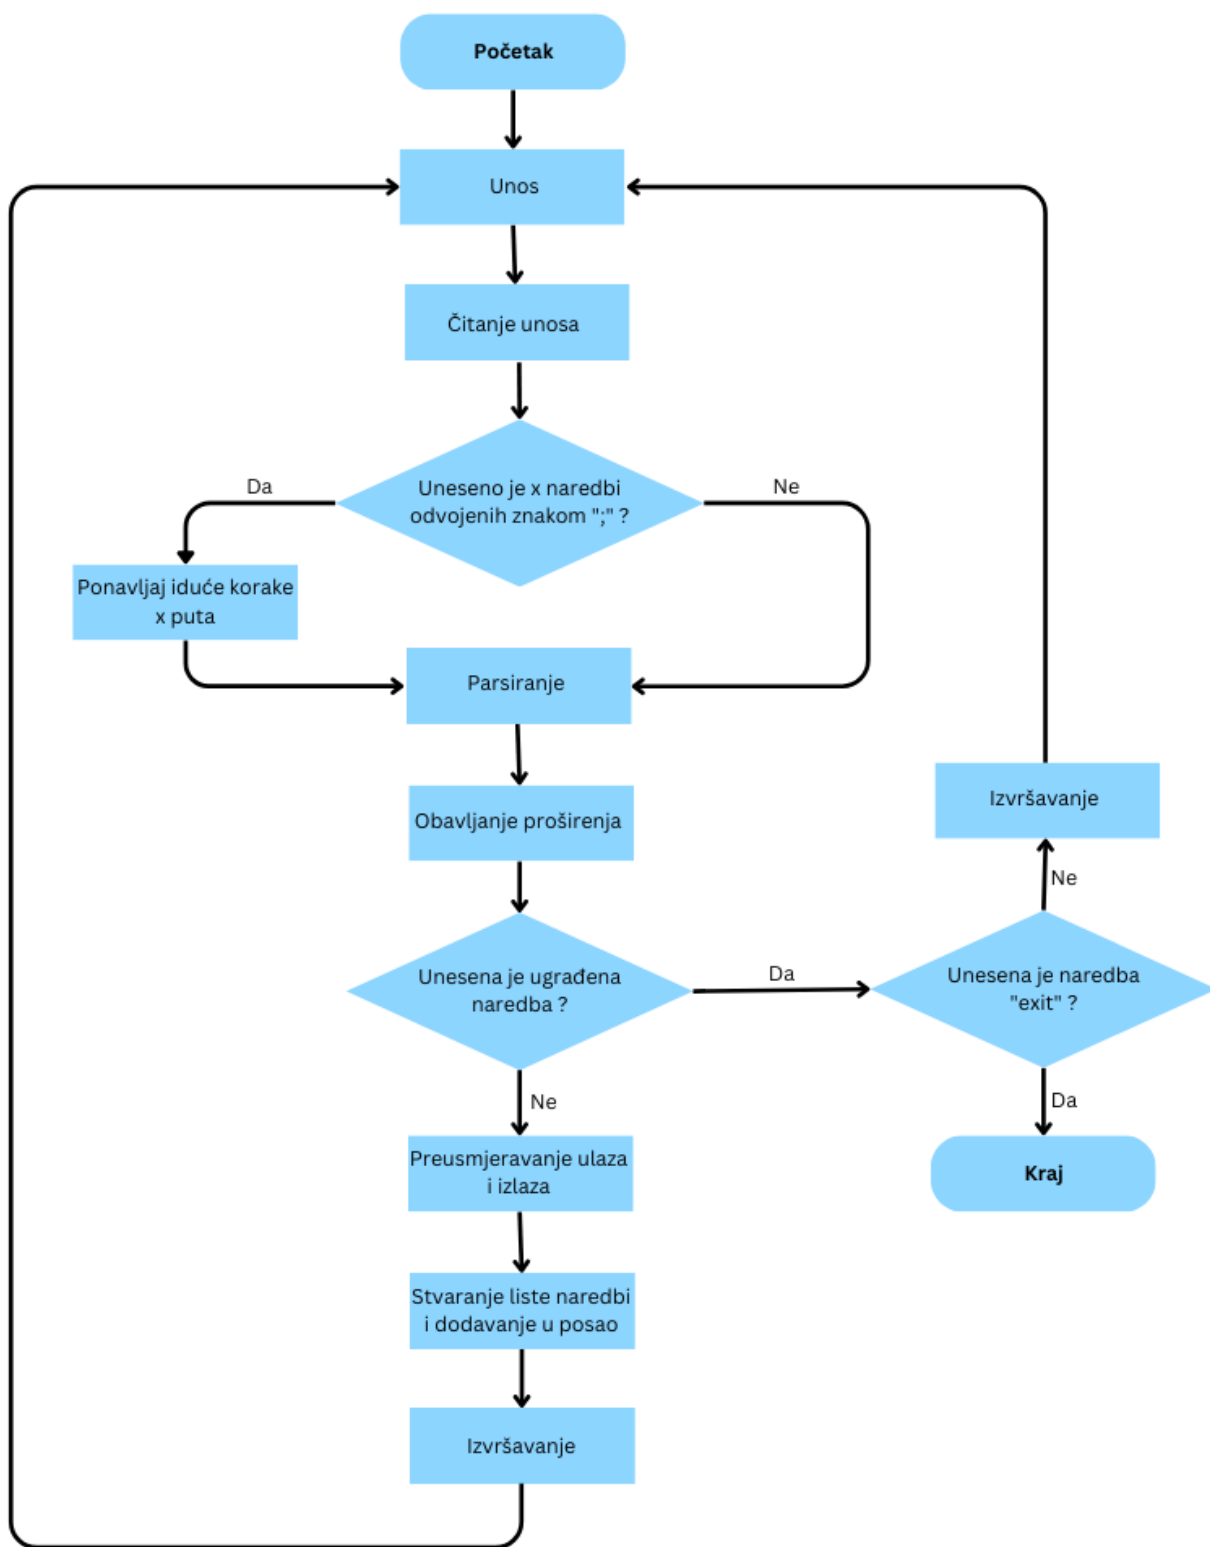 Početak
Unos
Čitanje unosa
Uneseno je x naredbi
odvojenih znakom ";" ?
Da
Ne
Ponavljaj iduće korake
x puta
Parsiranje
Obavljanje proširenja
Izvršavanje
Ne
Unesena je ugrađena
naredba ?
Da
Unesena je naredba
"exit" ?
Ne
Da
Preusmjeravanje ulaza
i izlaza
Kraj
Stvaranje liste naredbi
i dodavanje u posao
Izvršavanje